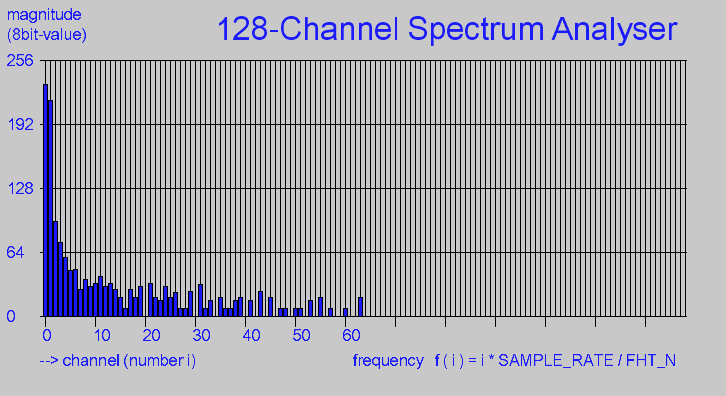 magnitude
(8bit-value)
128-Channel Spectrum Analyser
256
192
128
64
0
0 10 20 30 40 50 60
--> channel (number i) frequency f ( i ) = i * SAMPLE_RATE / FHT_N